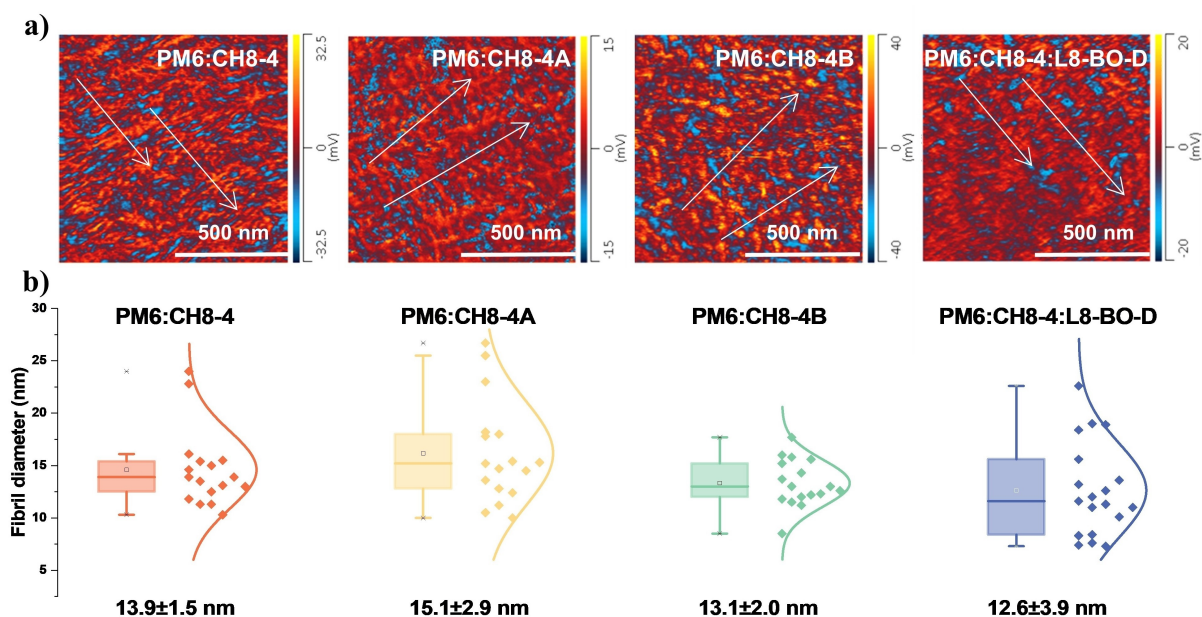 a)
PM6:CH8-4
32.5
0
(mV)
-32.5
500 nm
PM6:CH8-4A
15
0
(mV)
-15
500 nm
PM6:CH8-4B
40
0
(mV)
-40
500 nm
PM6:CH8-4:L8-BO-D
20
0
(mV)
-20
500 nm
b)
PM6:CH8-4
PM6:CH8-4A
PM6:CH8-4B
PM6:CH8-4:L8-BO-D
Fibril diameter (nm)
30
25
20
15
10
5
13.9±1.5 nm
15.1±2.9 nm
13.1±2.0 nm
12.6±3.9 nm